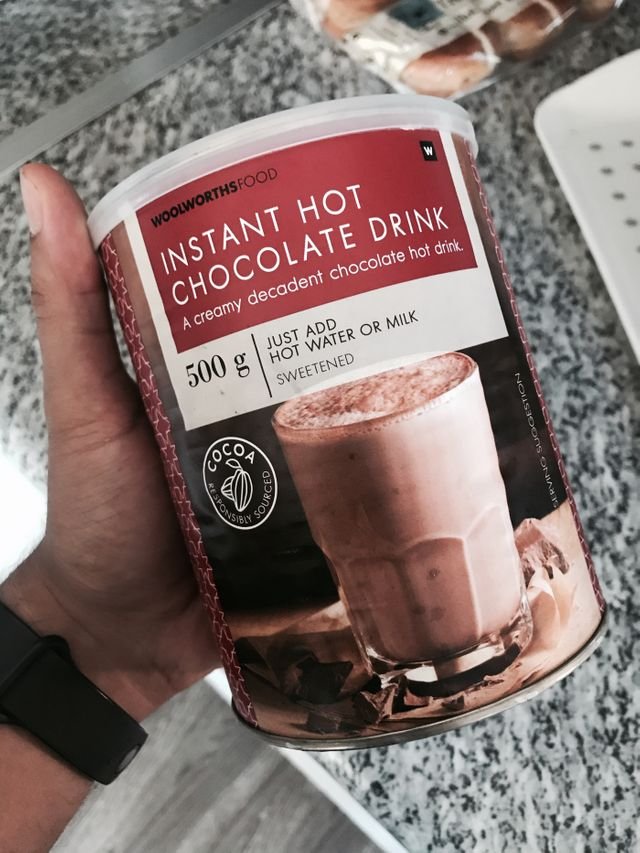 WOOLWORTHSFOOD
W
INSTANT HOT
CHOCOLATE DRINK
A creamy decadent chocolate hot drink.
500 g
JUST ADD
HOT WATER OR MILK
SWEETENED
COCOA
RESPONSIBLY SOURCED
SERVING SUGGESTION